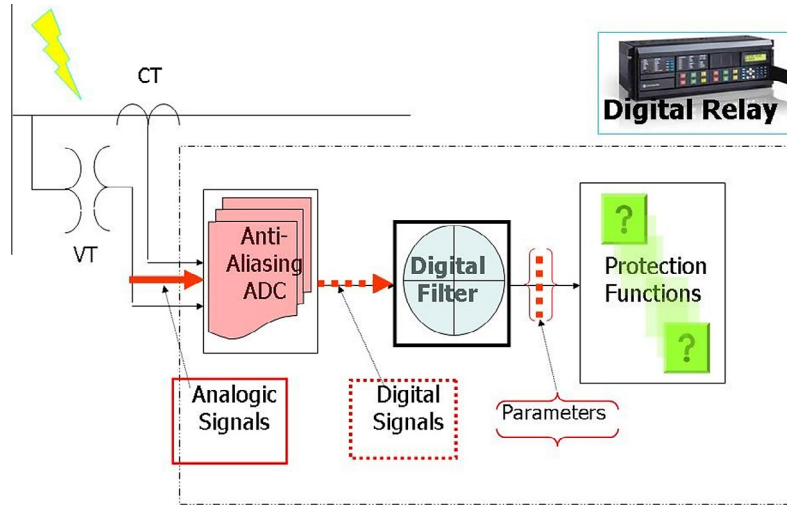 CT
Digital Relay
VT
Anti-
Aliasing
ADC
Digital
Filter
Protection
Functions
?
?
Analogic
Signals
Digital
Signals
Parameters